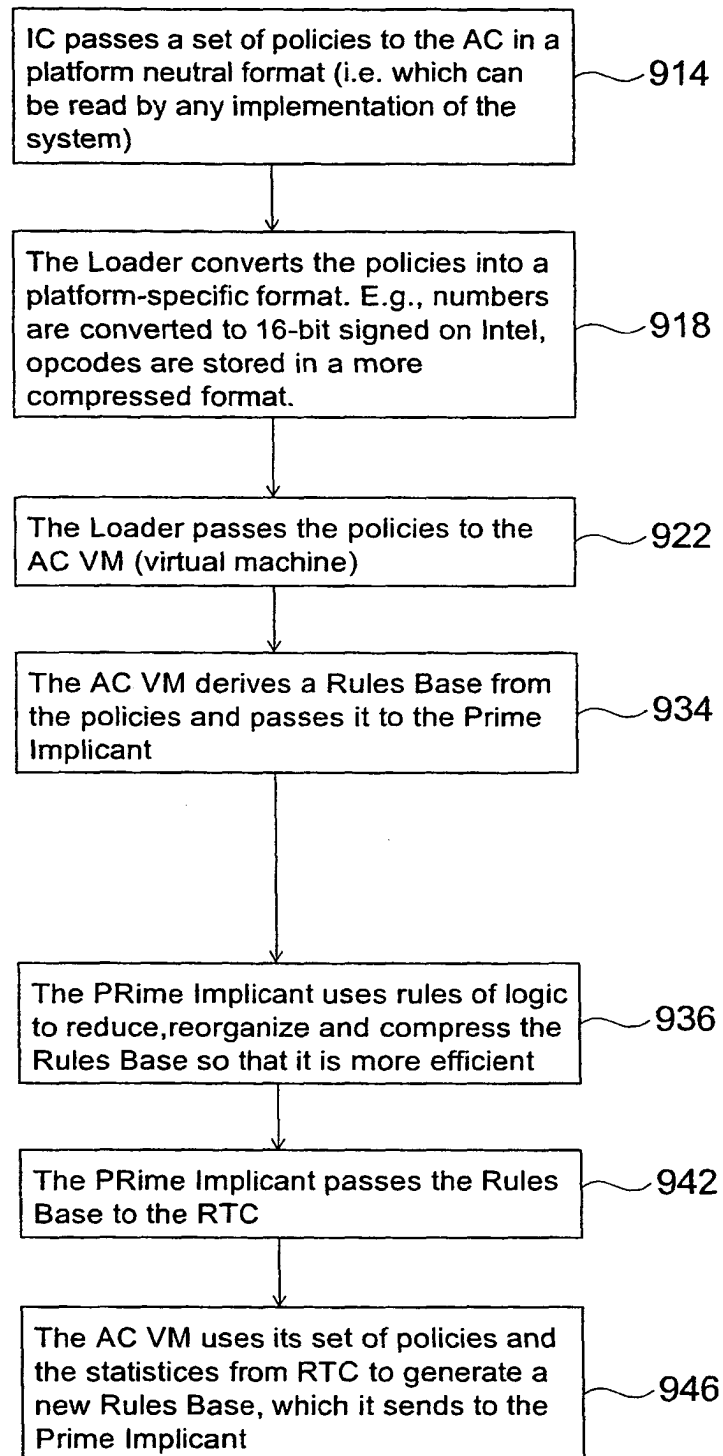 IC passes a set of policies to the AC in a
platform neutral format (i.e. which can
be read by any implementation of the
system)
914
The Loader converts the policies into a
platform-specific format. E.g., numbers
are converted to 16-bit signed on Intel,
opcodes are stored in a more
compressed format.
918
The Loader passes the policies to the
AC VM (virtual machine)
922
The AC VM derives a Rules Base from
the policies and passes it to the Prime
Implicant
934
The PRime Implicant uses rules of logic
to reduce,reorganize and compress the
Rules Base so that it is more efficient
936
The PRime Implicant passes the Rules
Base to the RTC
942
The AC VM uses its set of policies and
the statistices from RTC to generate a
new Rules Base, which it sends to the
Prime Implicant
946